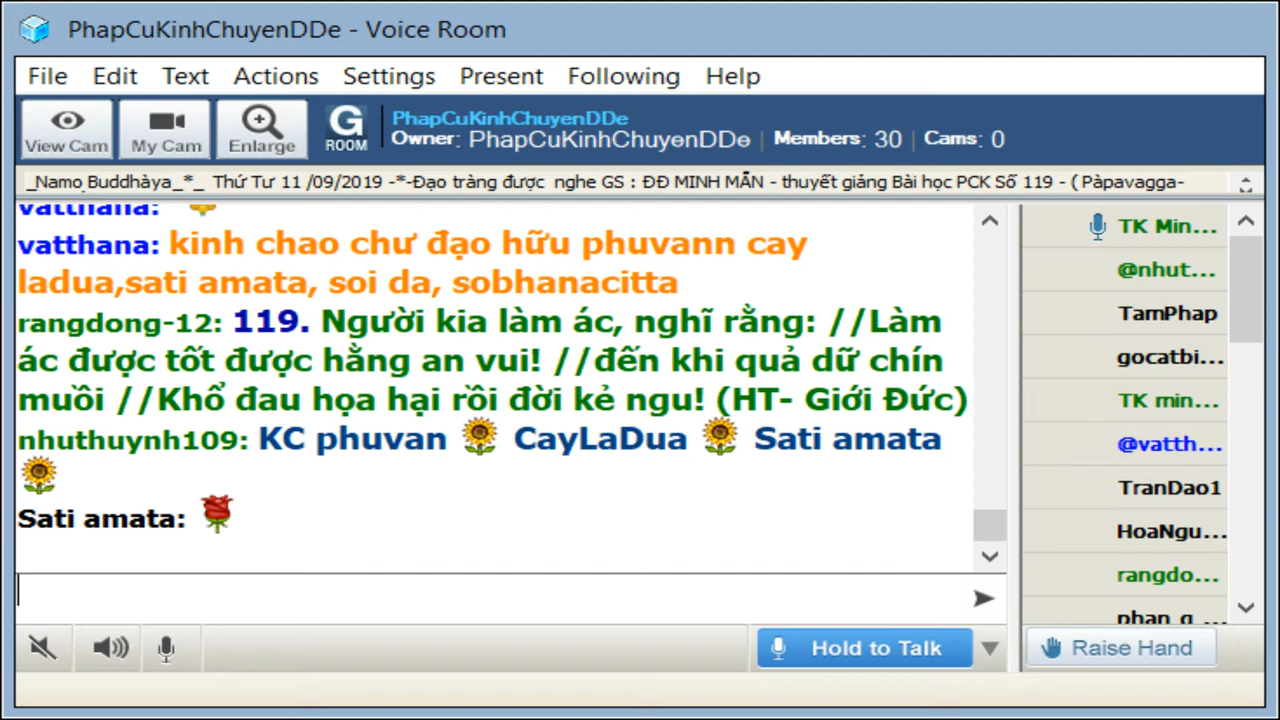 PhapCuKinhChuyenDDe - Voice Room
File Edit Text Actions Settings Present Following Help
View Cam My Cam Enlarge G ROOM
PhapCuKinhChuyenDDe
Owner: PhapCuKinhChuyenDDe | Members: 30 | Cams: 0
_Namo_Buddhàya_*_ Thứ Tư 11 /09/2019 -*-Đạo tràng được nghe GS : ĐĐ MINH MẪN - thuyết giảng Bài học PCK Số 119 - ( Pàpavagga-
vatthana:
vatthana: kinh chao chư đạo hữu phuvann cay
ladua,sati amata, soi da, sobhanacitta
rangdong-12: 119. Người kia làm ác, nghĩ rằng: //Làm
ác được tốt được hằng an vui! //đến khi quả dữ chín
muồi //Khổ đau họa hại rồi đời kẻ ngu! (HT- Giới Đức)
nhuthuynh109: KC phuvan CayLaDua Sati amata
Sati amata:
TK Min...
@nhut...
TamPhap
gocatbi...
TK min...
@vatth...
TranDao1
HoaNgu...
rangdo...
phan_g_...
Hold to Talk
Raise Hand